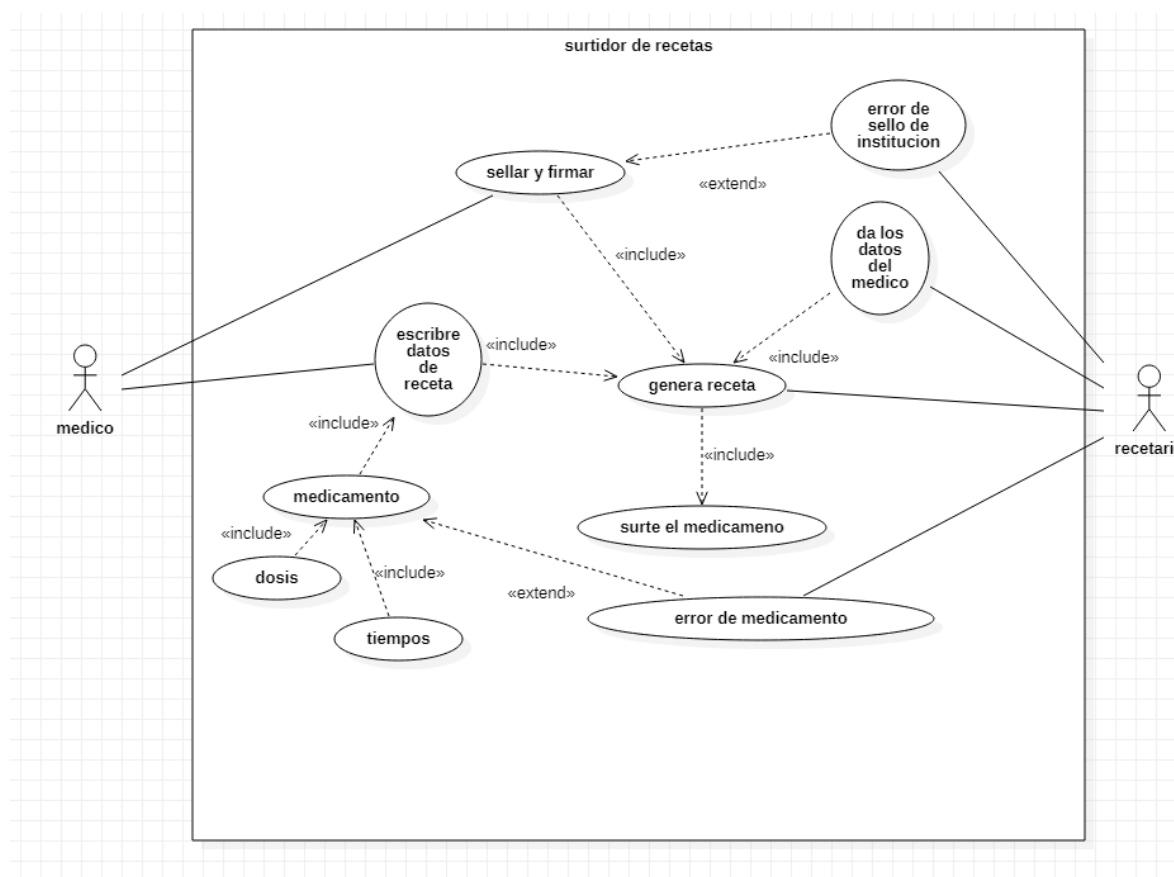 surtidor de recetas
error de
sello de
institucion
sellar y firmar
«extend»
da los
datos
del
medico
«include»
escribre
datos
de
receta
«include»
«include»
genera receta
medico
recetari
«include»
«include»
medicamento
surte el medicameno
«include»
dosis
«include»
«extend»
error de medicamento
tiempos